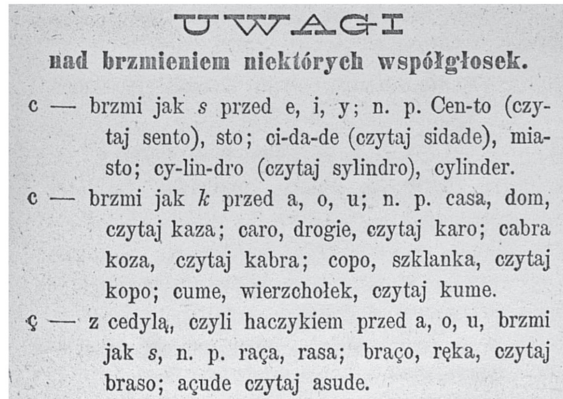 UWAGI
nad brzmieniem niektórych współgłosek.
c — brzmi jak s przed e, i, y; n. p. Cen-to (czy-
taj sento), sto; ci-da-de (czytaj sidade), mia-
sto; cy-lin-dro (czytaj sylindro), cylinder.
c — brzmi jak k przed a, o, u; n. p. casa, dom,
czytaj kaza; caro, drogie, czytaj karo; cabra
koza, czytaj kabra; copo, szklanka, czytaj
kopo; cume, wierzchołek, czytaj kume.
ç — z cedylą, czyli haczykiem przed a, o, u, brzmi
jak s, n. p. raça, rasa; braço, ręka, czytaj
braso; açude czytaj asude.